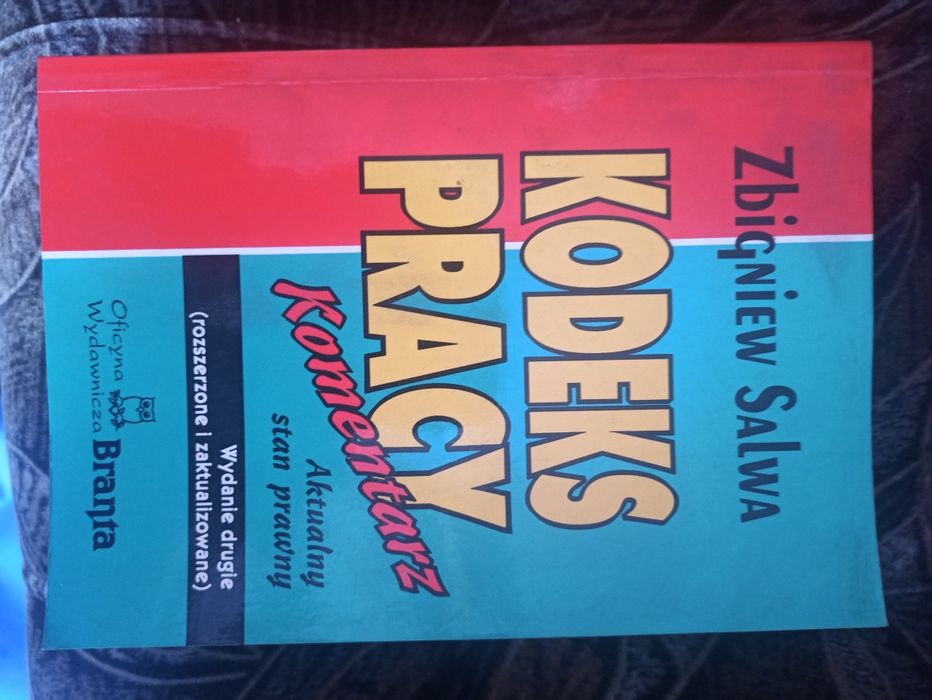 Zbigniew Salwa
KODEKS
PRACY
Komentarz
Aktualny
stan prawny
Wydanie drugie
(rozszerzone i zaktualizowane)
Oficyna
Wydawnicza Branta